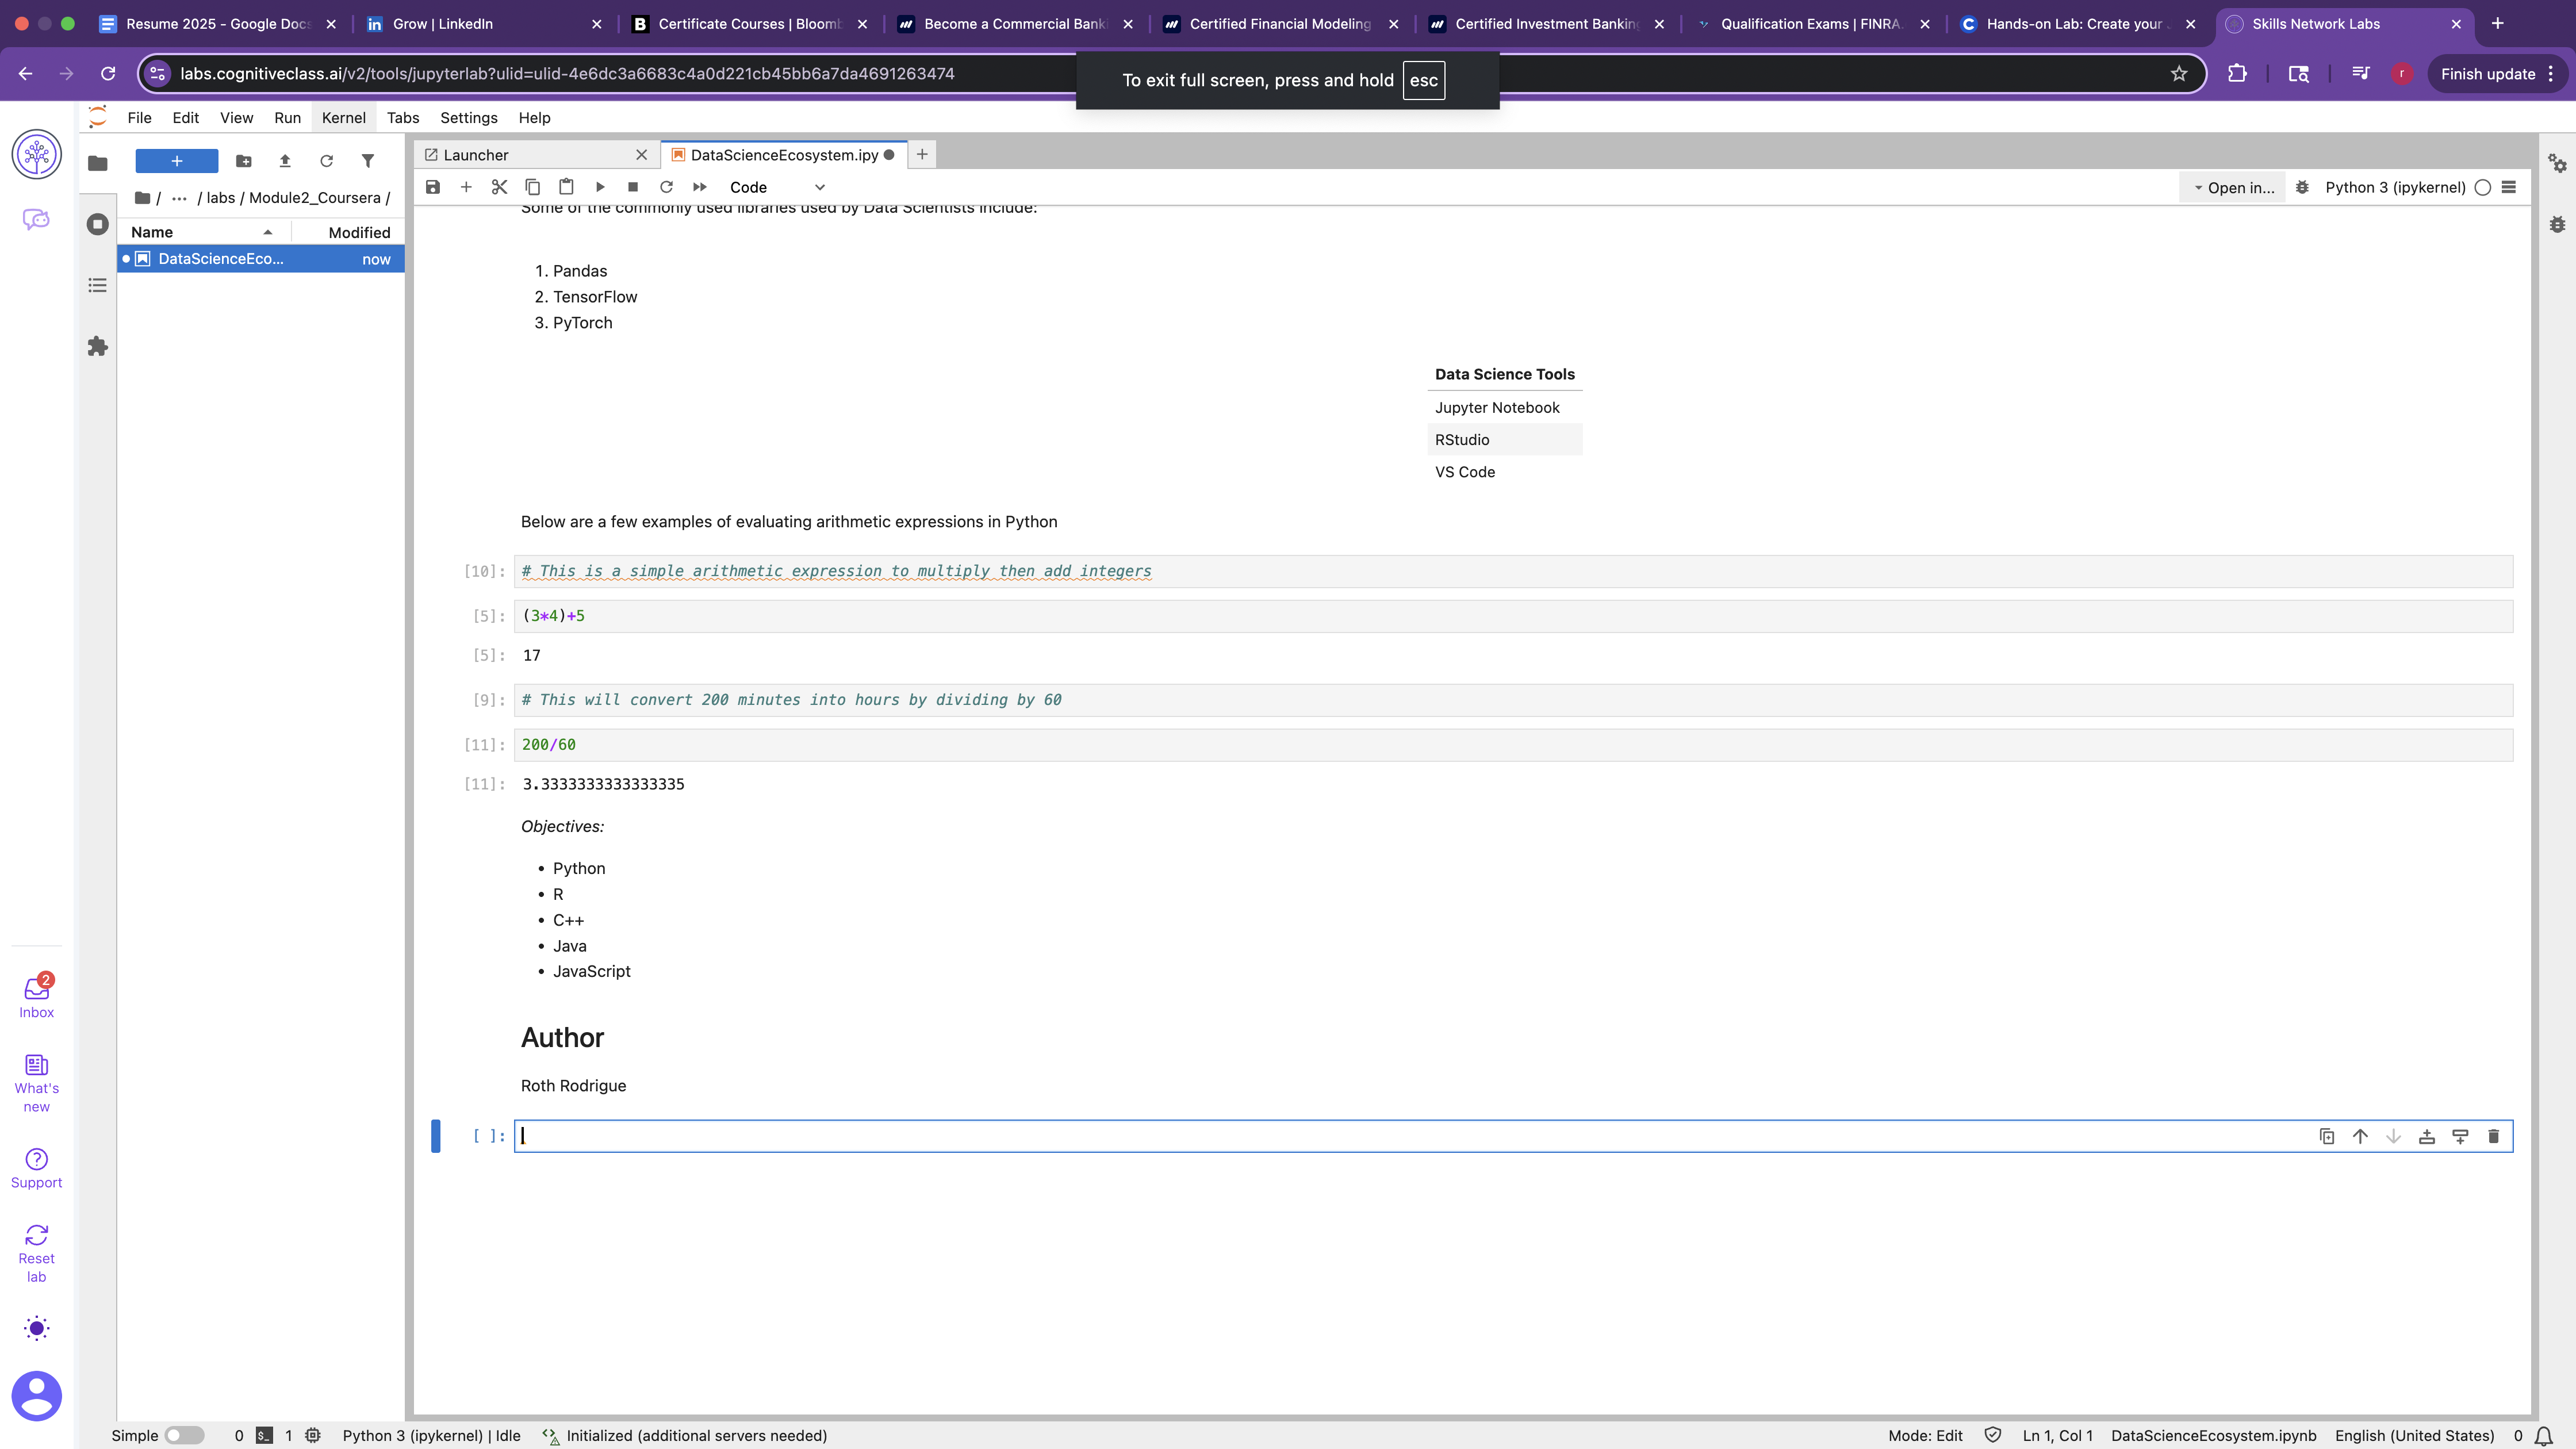 Resume 2025 - Google Docs
Grow | LinkedIn
Certificate Courses | Bloomb
Become a Commercial Banki
Certified Financial Modeling
Certified Investment Banking
Qualification Exams | FINRA.
Hands-on Lab: Create your
Skills Network Labs
labs.cognitiveclass.ai/v2/tools/jupyterlab?ulid=ulid-4e6dc3a6683c4a0d221cb45bb6a7da4691263474
To exit full screen, press and hold esc
r
Finish update
File Edit View Run Kernel Tabs Settings Help
Launcher
DataScienceEcosystem.ipy
/ ... / labs / Module2_Coursera /
Code
Open in...
Python 3 (ipykernel)
Name Modified
DataScienceEco... now
Some of the commonly used libraries used by Data Scientists include:
1. Pandas
2. TensorFlow
3. PyTorch
Data Science Tools
Jupyter Notebook
RStudio
VS Code
Below are a few examples of evaluating arithmetic expressions in Python
[10]: # This is a simple arithmetic expression to multiply then add integers
[5]: (3*4)+5
[5]: 17
[9]: # This will convert 200 minutes into hours by dividing by 60
[11]: 200/60
[11]: 3.3333333333333335
Objectives:
• Python
• R
• C++
• Java
• JavaScript
Author
Roth Rodrigue
[ ]:
2
Inbox
What's
new
Support
Reset
lab
Simple 0 $_ 1 Python 3 (ipykernel) | Idle Initialized (additional servers needed)
Mode: Edit Ln 1, Col 1 DataScienceEcosystem.ipynb English (United States) 0